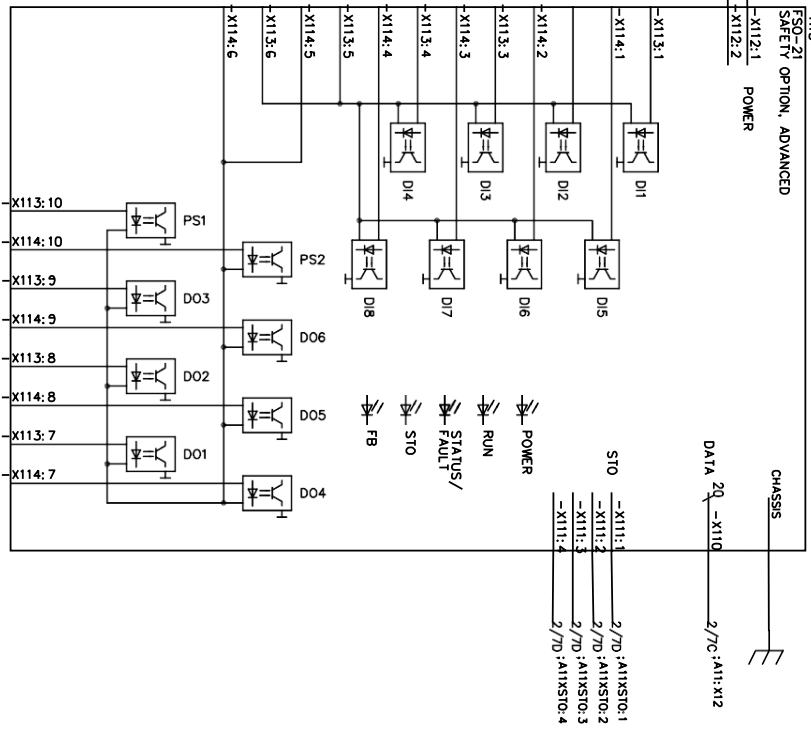 FSO-21
SAFETY OPTION, ADVANCED
-X112:1
-X112:2
POWER
-X113:1
-X114:1
-X114:2
-X113:3
-X114:3
-X113:4
-X114:4
-X113:5
-X114:5
-X113:6
-X114:6
DI1
DI2
DI3
DI4
DI5
DI6
DI7
DI8
-X113:10
PS1
-X114:10
PS2
-X113:9
DO3
-X114:9
DO6
-X113:8
DO2
-X114:8
DO5
-X113:7
DO1
-X114:7
DO4
POWER
RUN
STATUS/
FAULT
STO
FB
STO
-X111:1
-X111:2
-X111:3
-X111:4
DATA 20
-X110
CHASSIS
2/7C;A11:X12
2/7D;A11XSTO:1
2/7D;A11XSTO:2
2/7D;A11XSTO:3
2/7D;A11XSTO:4